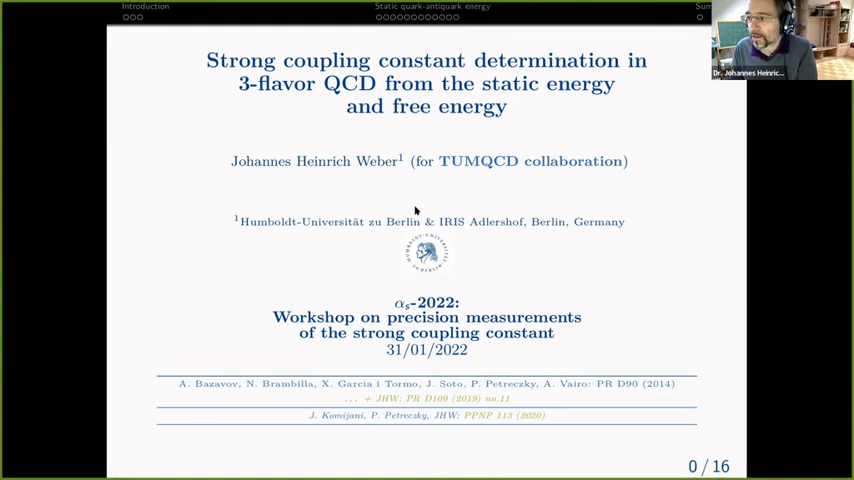 Introduction
Static quark-antiquark energy
Strong coupling constant determination in
3-flavor QCD from the static energy
and free energy
Johannes Heinrich Weber¹ (for TUMQCD collaboration)
¹Humboldt-Universität zu Berlin & IRIS Adlershof, Berlin, Germany
αs-2022:
Workshop on precision measurements
of the strong coupling constant
31/01/2022
A. Bazavov, N. Brambilla, X. Garcia i Tormo, J. Soto, P. Petreczky, A. Vairo: PR D90 (2014)
... + JHW: PR D100 (2019) no.11
J. Komijani, P. Petreczky, JHW: PPNP 113 (2020)
0 / 16
Dr. Johannes Heinric...